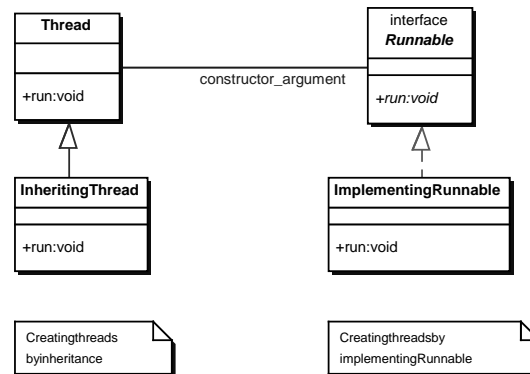 Thread
+run:void
constructor_argument
interface
Runnable
+run:void
InheritingThread
+run:void
ImplementingRunnable
+run:void
Creatingthreads
byinheritance
Creatingthreadsby
implementingRunnable